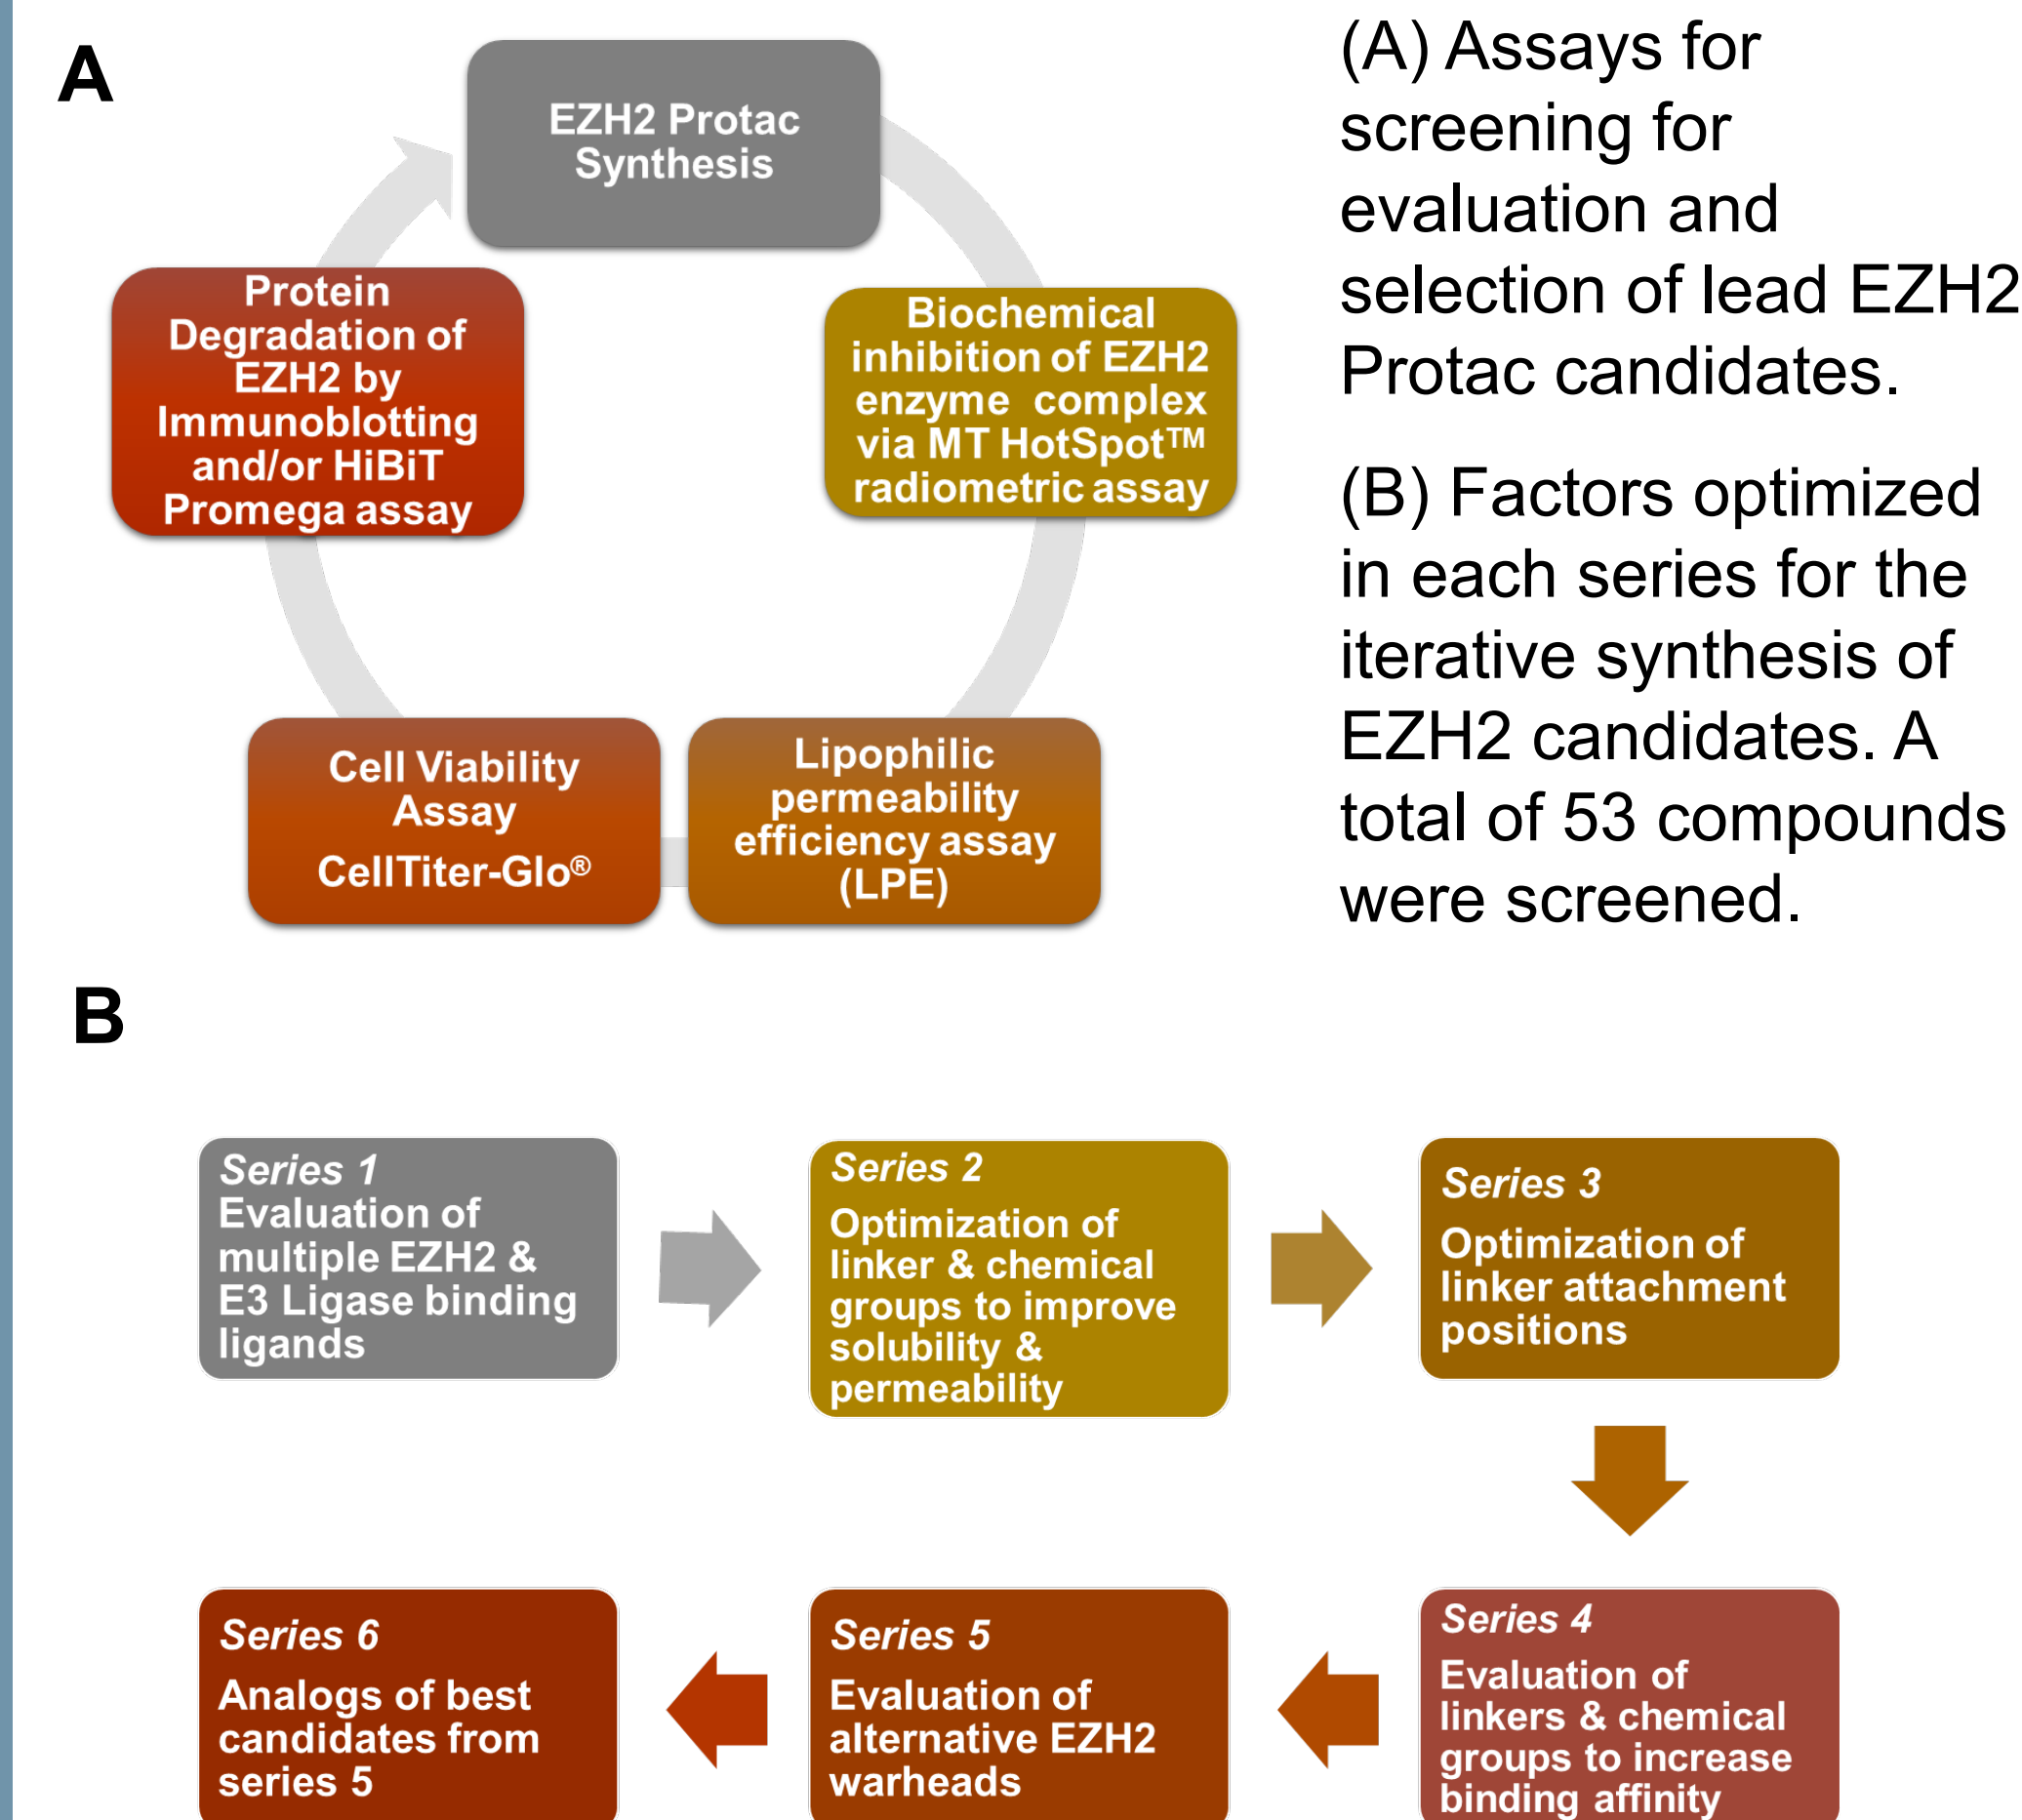 A
EZH2 Protac
Synthesis
Protein
Degradation of
EZH2 by
Immunoblotting
and/or HiBiT
Promega assay
Biochemical
inhibition of EZH2
enzyme complex
via MT HotSpot™
radiometric assay
Cell Viability
Assay
CellTiter-Glo®
Lipophilic
permeability
efficiency assay
(LPE)
(A) Assays for
screening for
evaluation and
selection of lead EZH2
Protac candidates.
(B) Factors optimized
in each series for the
iterative synthesis of
EZH2 candidates. A
total of 53 compounds
were screened.
B
Series 1
Evaluation of
multiple EZH2 &
E3 Ligase binding
ligands
Series 2
Optimization of
linker & chemical
groups to improve
solubility &
permeability
Series 3
Optimization of
linker attachment
positions
Series 4
Evaluation of
linkers & chemical
groups to increase
binding affinity
Series 5
Evaluation of
alternative EZH2
warheads
Series 6
Analogs of best
candidates from
series 5